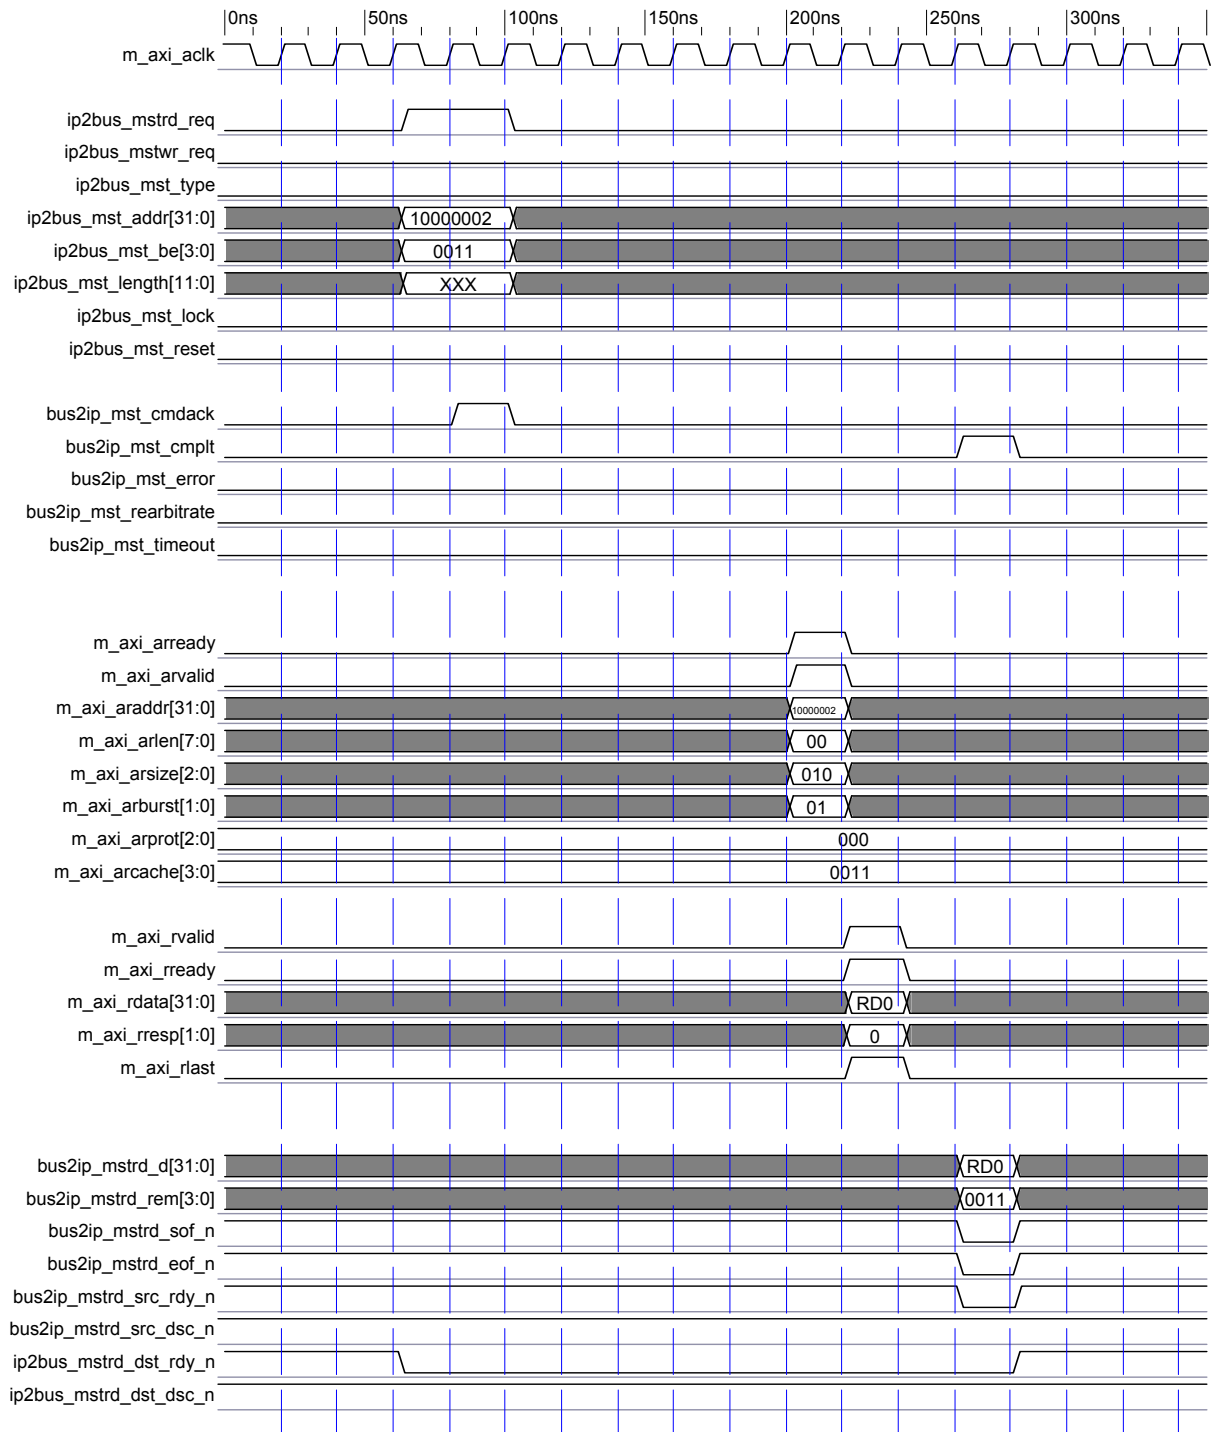 0ns 50ns 100ns 150ns 200ns 250ns 300ns
m_axi_aclk
ip2bus_mstrd_req
ip2bus_mstwr_req
ip2bus_mst_type
ip2bus_mst_addr[31:0] 10000002
ip2bus_mst_be[3:0] 0011
ip2bus_mst_length[11:0] XXX
ip2bus_mst_lock
ip2bus_mst_reset
bus2ip_mst_cmdack
bus2ip_mst_cmplt
bus2ip_mst_error
bus2ip_mst_rearbitrate
bus2ip_mst_timeout
m_axi_arready
m_axi_arvalid
m_axi_araddr[31:0] 10000002
m_axi_arlen[7:0] 00
m_axi_arsize[2:0] 010
m_axi_arburst[1:0] 01
m_axi_arprot[2:0] 000
m_axi_arcache[3:0] 0011
m_axi_rvalid
m_axi_rready
m_axi_rdata[31:0] RD0
m_axi_rresp[1:0] 0
m_axi_rlast
bus2ip_mstrd_d[31:0] RD0
bus2ip_mstrd_rem[3:0] 0011
bus2ip_mstrd_sof_n
bus2ip_mstrd_eof_n
bus2ip_mstrd_src_rdy_n
bus2ip_mstrd_src_dsc_n
ip2bus_mstrd_dst_rdy_n
ip2bus_mstrd_dst_dsc_n